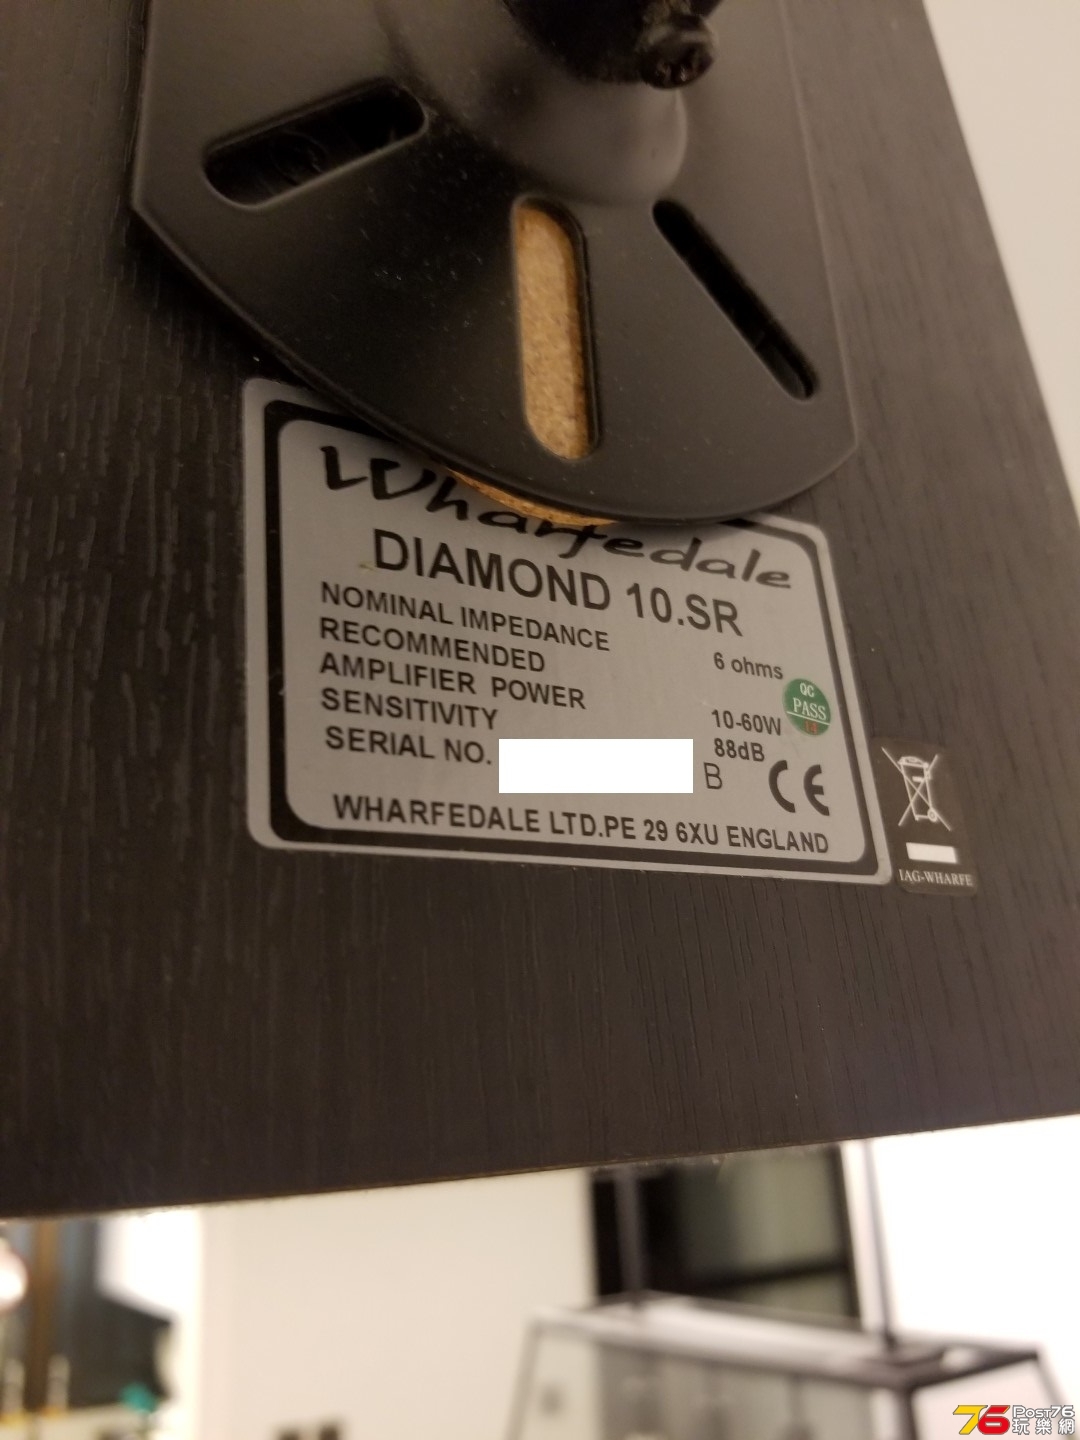 Wharfedale
DIAMOND 10.SR
NOMINAL IMPEDANCE 6 ohms
RECOMMENDED
AMPLIFIER POWER 10-60W
SENSITIVITY 88dB
SERIAL NO. B
CE
WHARFEDALE LTD.PE 29 6XU ENGLAND
QC
PASS
14
IAG-WHARFE
76 Post76
玩樂網